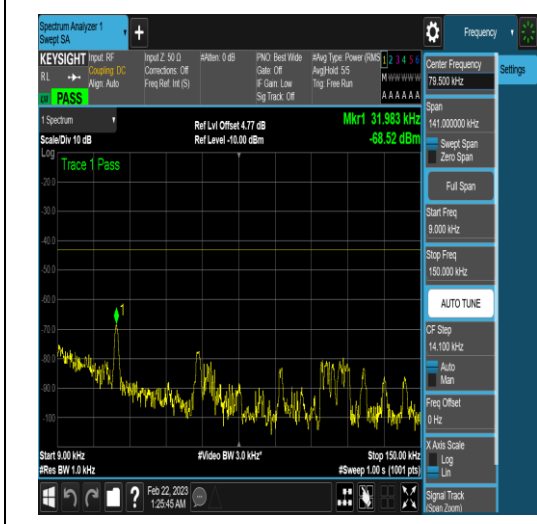 Spectrum Analyzer 1
Swept SA
+
Frequency
KEYSIGHT
RL
PASS
Input: RF
Coupling: DC
Align: Auto
Input Z: 50 Ω
Corrections: Off
Freq Ref: Int (S)
#Atten: 0 dB
PNO: Best Wide
Gate: Off
IF Gain: Low
Sig Track: Off
#Avg Type: Power (RMS
Avg|Hold: 5/5
Trig: Free Run
1 2 3 4 5 6
M W W W W W
A A A A A A
1 Spectrum
Scale/Div 10 dB
Ref Lvl Offset 4.77 dB
Ref Level -10.00 dBm
Mkr1 31.983 kHz
-68.52 dBm
Log
Trace 1 Pass
-20.0
-30.0
-40.0
-50.0
-60.0
-70.0
-80.0
-90.0
-100
1
Start 9.00 kHz
#Video BW 3.0 kHz*
Stop 150.00 kHz
#Res BW 1.0 kHz
#Sweep 1.00 s (1001 pts)
Feb 22, 2023
1:25:45 AM
?
Center Frequency
79.500 kHz
Settings
Span
141.000000 kHz
Swept Span
Zero Span
Full Span
Start Freq
9.000 kHz
Stop Freq
150.000 kHz
AUTO TUNE
CF Step
14.100 kHz
Auto
Man
Freq Offset
0 Hz
X Axis Scale
Log
Lin
Signal Track
(Span Zoom)